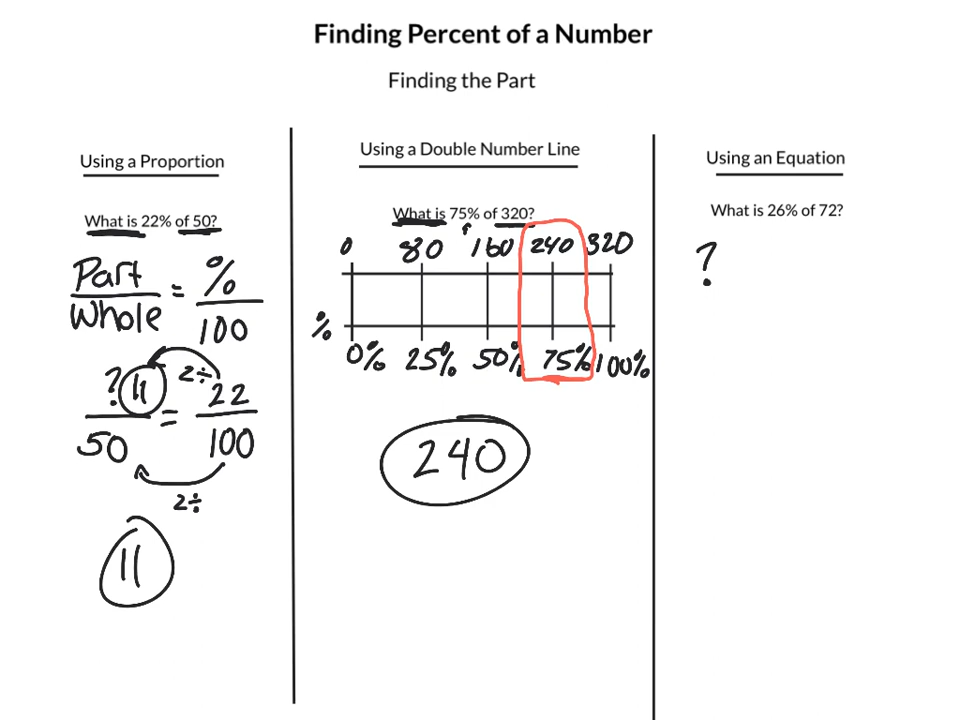 Finding Percent of a Number
Finding the Part
Using a Proportion
What is 22% of 50?
Part = %
Whole 100
? 11 2÷ 22
50 = 100
2÷
11
Using a Double Number Line
What is 75% of 320?
0 80 160 240 320
%
0% 25% 50% 75% 100%
240
Using an Equation
What is 26% of 72?
?